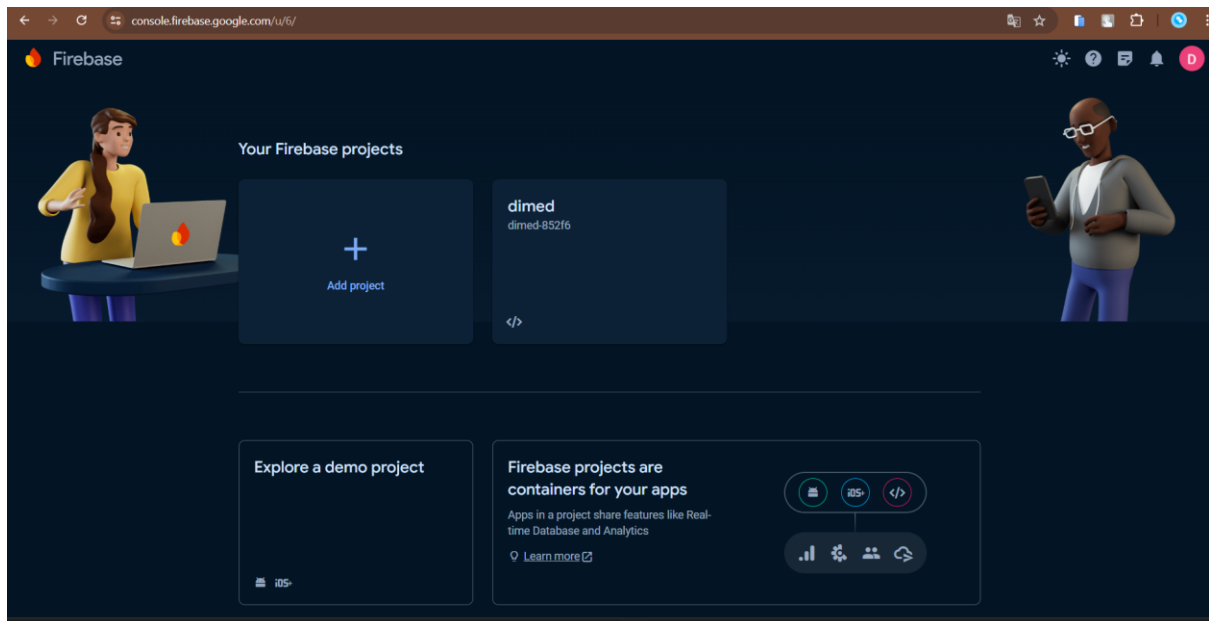 console.firebase.google.com/u/6/
Firebase
D
Your Firebase projects
Add project
dimed
dimed-852f6
</>
Explore a demo project
iOS+
Firebase projects are
containers for your apps
Apps in a project share features like Real-
time Database and Analytics
Learn more
iOS+
</>